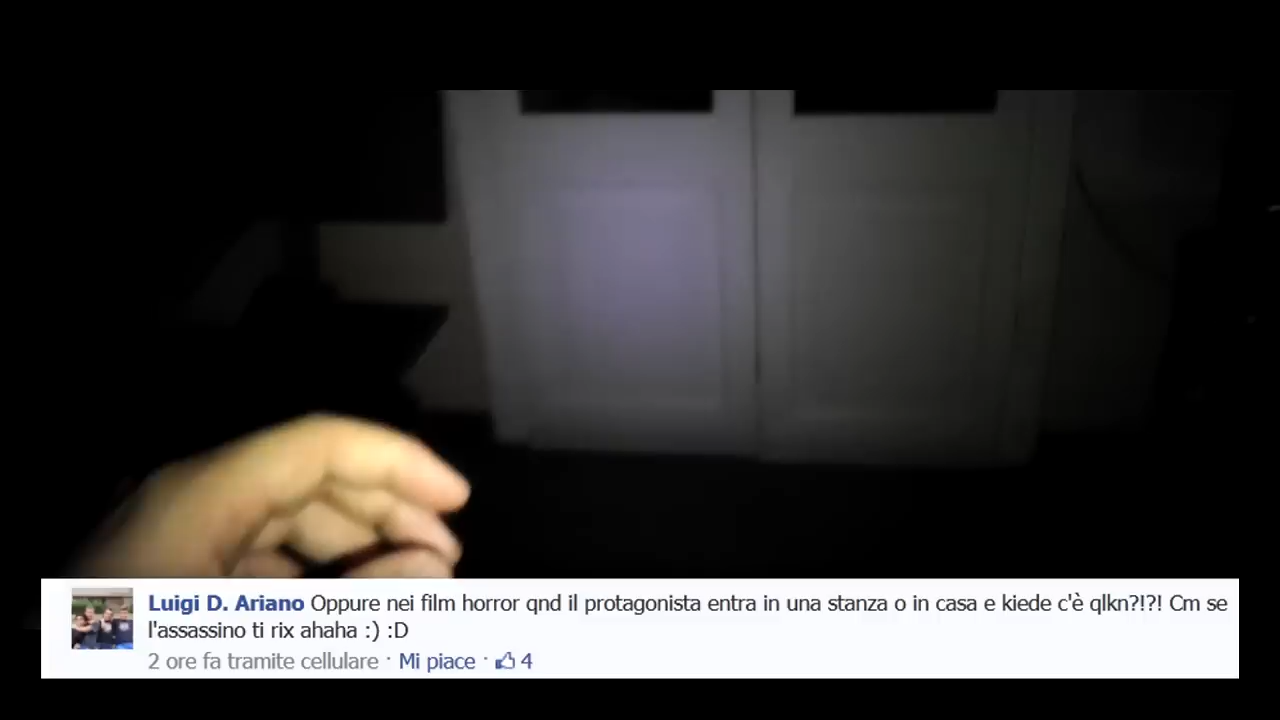 Luigi D. Ariano Oppure nei film horror qnd il protagonista entra in una stanza o in casa e kiede c'è qlkn?!?! Cm se
l'assassino ti rix ahaha :) :D
2 ore fa tramite cellulare · Mi piace · 4